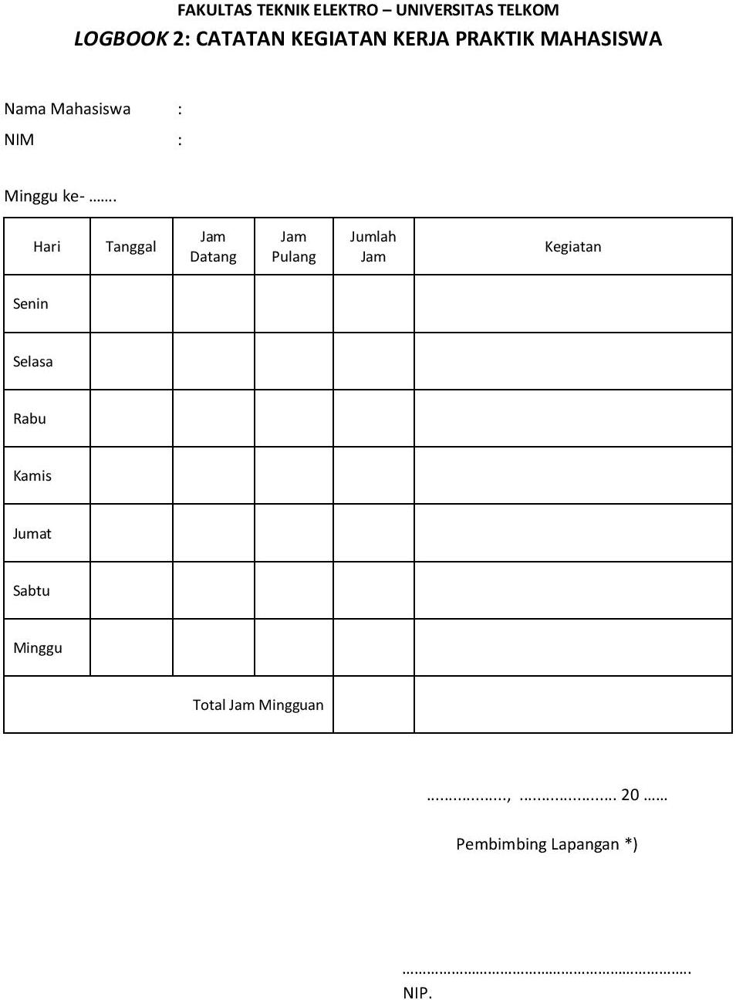 FAKULTAS TEKNIK ELEKTRO – UNIVERSITAS TELKOM
LOGBOOK 2: CATATAN KEGIATAN KERJA PRAKTIK MAHASISWA
Nama Mahasiswa :
NIM :
Minggu ke- .......
Hari Tanggal Jam Datang Jam Pulang Jumlah Jam Kegiatan
Senin
Selasa
Rabu
Kamis
Jumat
Sabtu
Minggu
Total Jam Mingguan
.................., ...................... 20 ......
Pembimbing Lapangan *)
.......................................................................
NIP.